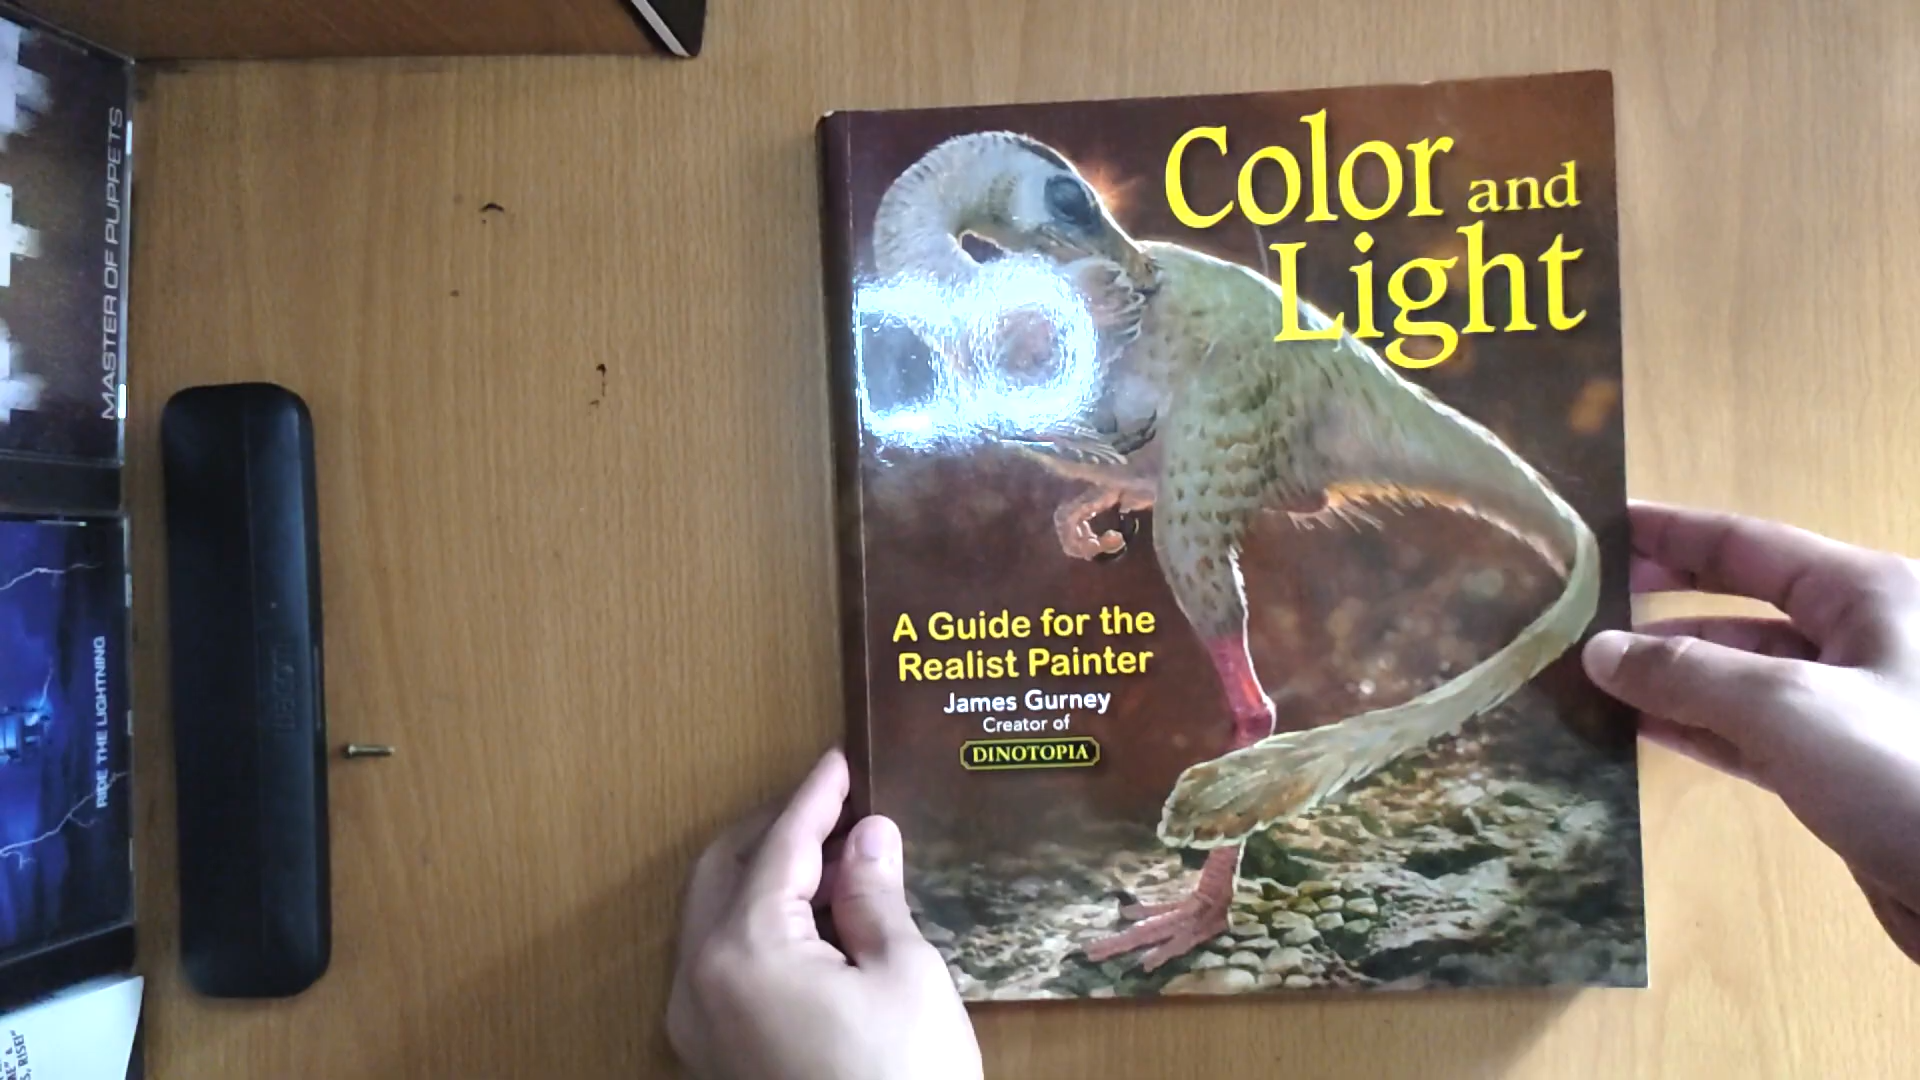 MASTER OF PUPPETS
RIDE THE LIGHTNING
Color and
Light
A Guide for the
Realist Painter
James Gurney
Creator of
DINOTOPIA